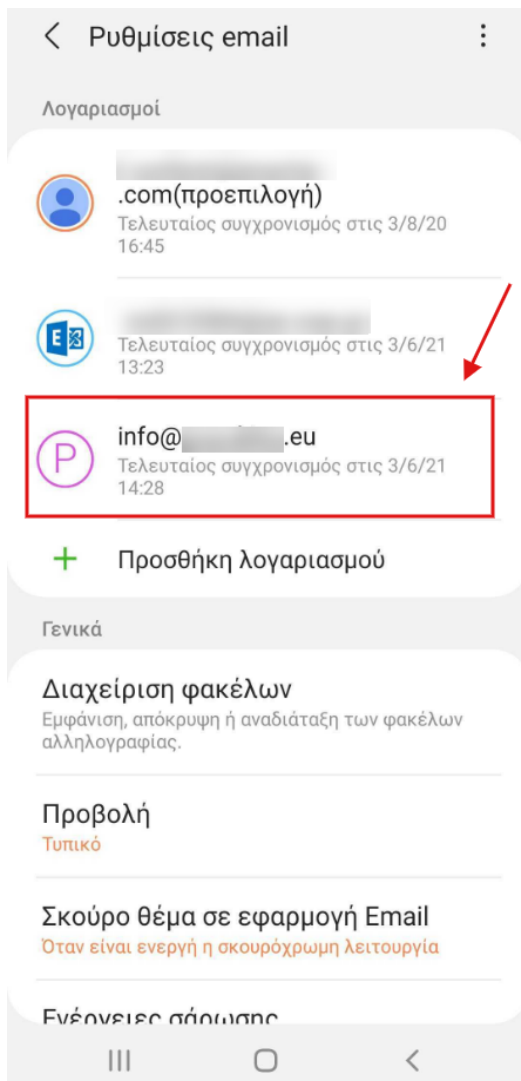 Ρυθμίσεις email
Λογαριασμοί
.com(προεπιλογή)
Τελευταίος συγχρονισμός στις 3/8/20
16:45
E
Τελευταίος συγχρονισμός στις 3/6/21
13:23
P
info@ .eu
Τελευταίος συγχρονισμός στις 3/6/21
14:28
+ Προσθήκη λογαριασμού
Γενικά
Διαχείριση φακέλων
Εμφάνιση, απόκρυψη ή αναδιάταξη των φακέλων
αλληλογραφίας.
Προβολή
Τυπικό
Σκούρο θέμα σε εφαρμογή Email
Όταν είναι ενεργή η σκουρόχρωμη λειτουργία
Ενέργειες σάρωσης